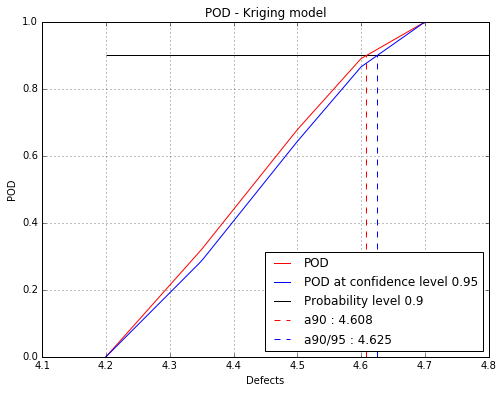 POD - Kriging model
1.0
0.8
0.6
0.4
0.2
0.0
POD
4.1 4.2 4.3 4.4 4.5 4.6 4.7 4.8
Defects
POD
POD at confidence level 0.95
Probability level 0.9
a90 : 4.608
a90/95 : 4.625